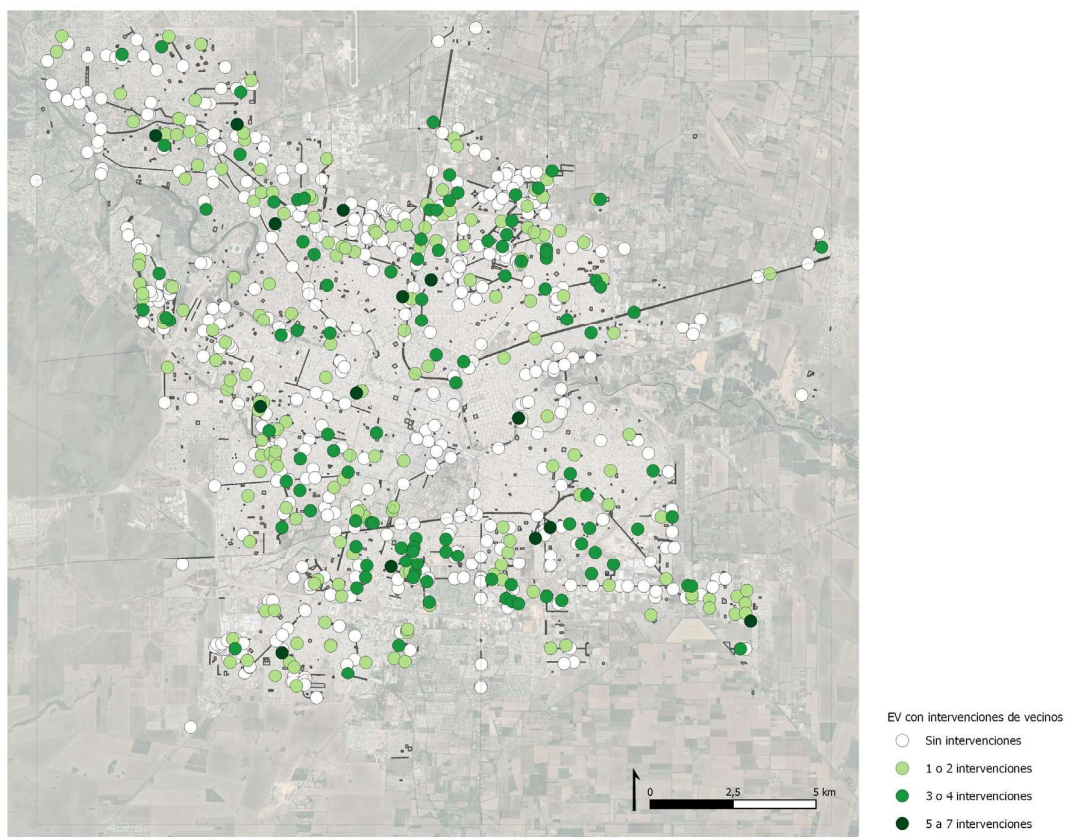 EV con intervenciones de vecinos
Sin intervenciones
1 o 2 intervenciones
3 o 4 intervenciones
5 a 7 intervenciones
0 2,5 5 km